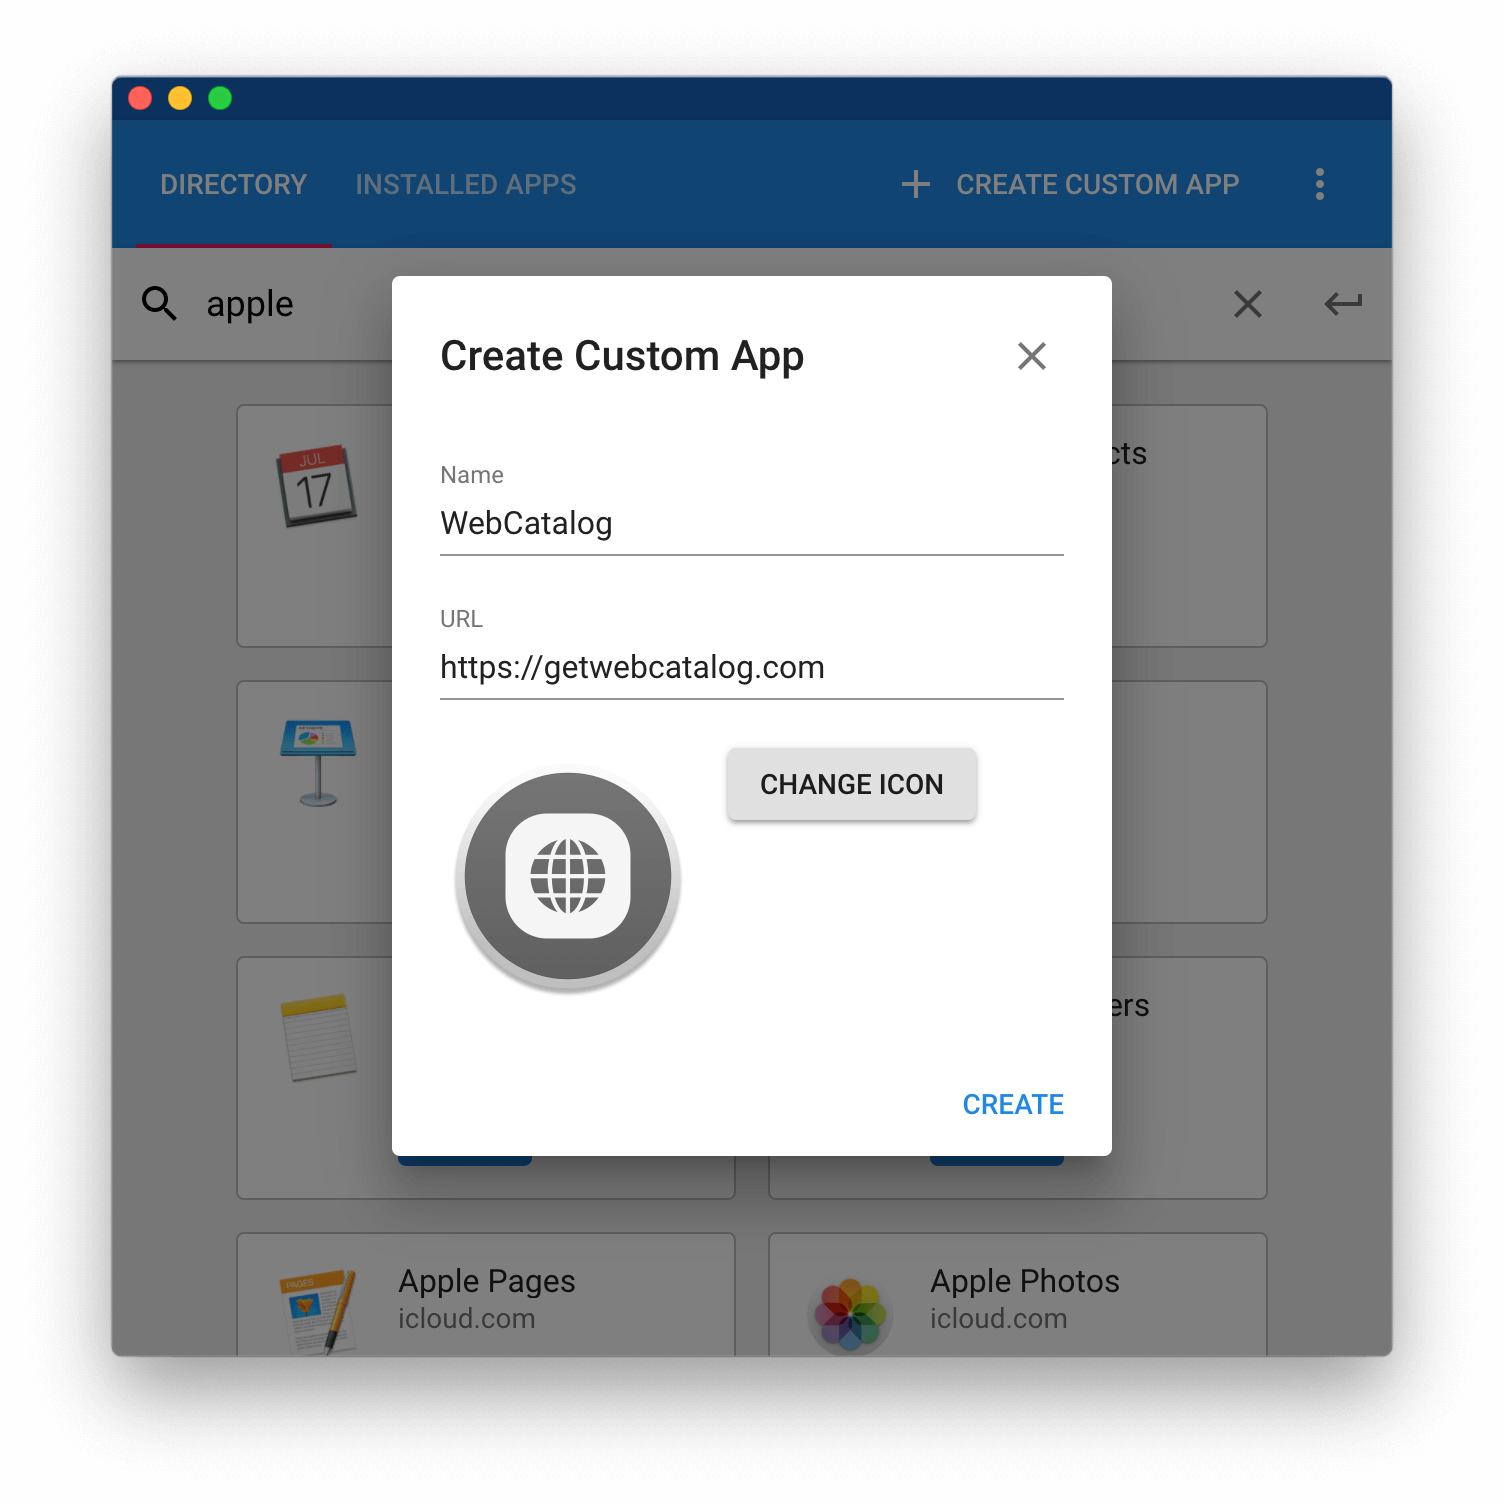 DIRECTORY INSTALLED APPS CREATE CUSTOM APP
apple
Create Custom App
Name
WebCatalog
URL
https://getwebcatalog.com
CHANGE ICON
CREATE
JUL
17
cts
ers
PAGES
Apple Pages
icloud.com
Apple Photos
icloud.com